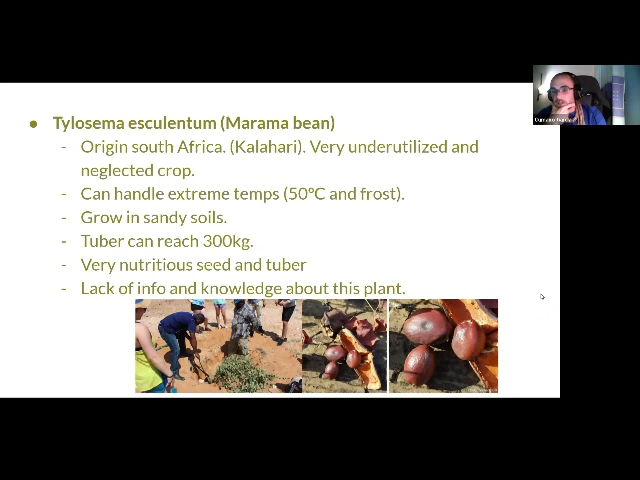 ● Tylosema esculentum (Marama bean)
- Origin south Africa. (Kalahari). Very underutilized and
neglected crop.
- Can handle extreme temps (50°C and frost).
- Grow in sandy soils.
- Tuber can reach 300kg.
- Very nutritious seed and tuber
- Lack of info and knowledge about this plant.